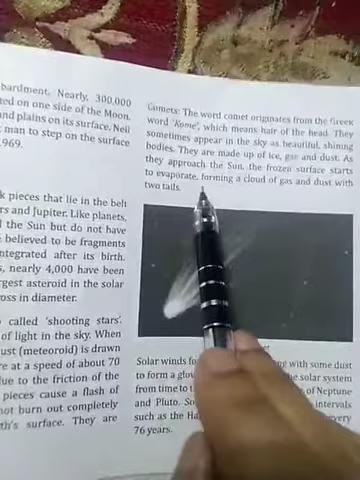 bardment. Nearly, 300,000
ted on one side of the Moon.
and plains on its surface. Neil
man to step on the surface
969.
k pieces that lie in the belt
rs and Jupiter. Like planets,
the Sun but do not have
believed to be fragments
ntegrated after its birth.
s, nearly 4,000 have been
rgest asteroid in the solar
oss in diameter.
called 'shooting stars'.
of light in the sky. When
ust (meteoroid) is drawn
re at a speed of about 70
ue to the friction of the
pieces cause a flash of
not burn out completely
th's surface. They are
Comets: The word comet originates from the Greek
word 'Kome', which means hair of the head. They
sometimes appear in the sky as beautiful, shining
bodies. They are made up of ice, gas and dust. As
they approach the Sun, the frozen surface starts
to evaporate, forming a cloud of gas and dust with
two tails.
Solar winds fo ng with some dust
to form a glo he solar system
from time to t of Neptune
and Pluto. So intervals
such as the Ha every
76 years.